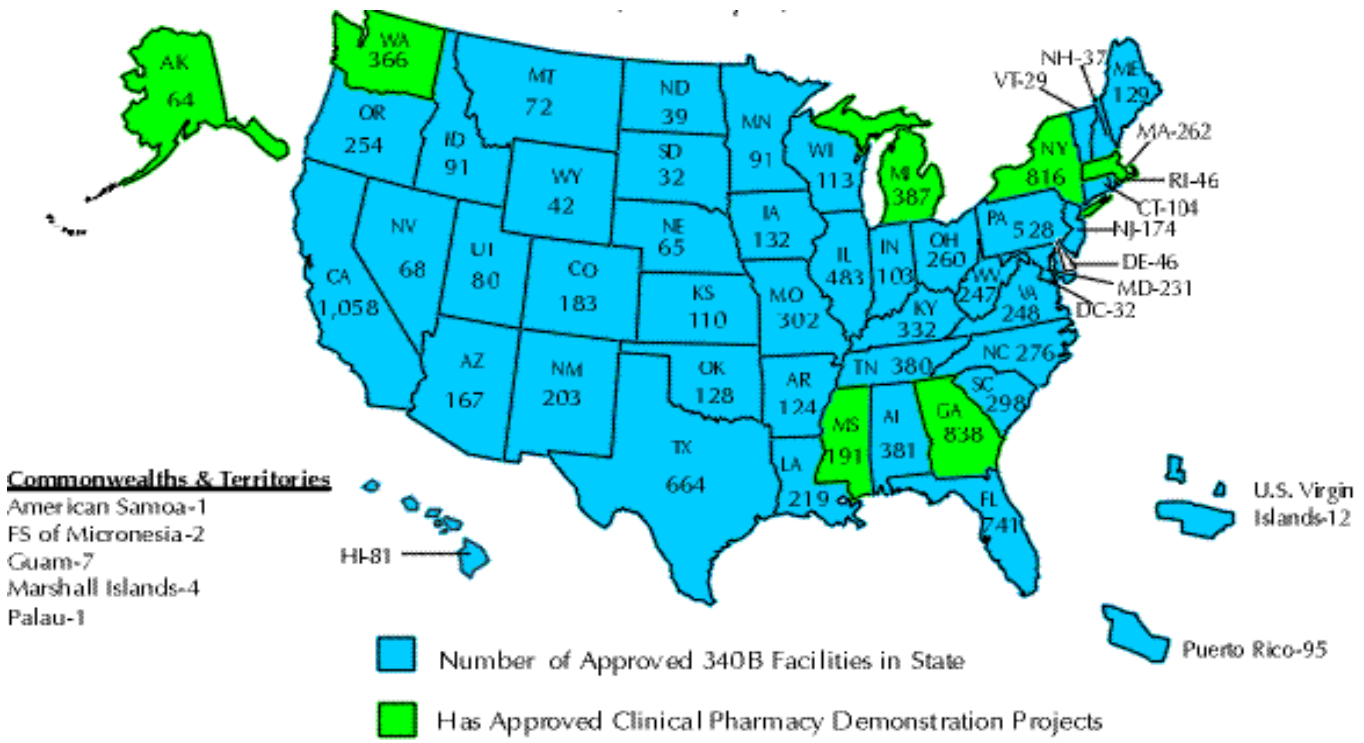 AK
64
WA
366
OR
254
ID
91
MT
72
ND
39
SD
32
WY
42
NE
65
MN
91
WI
113
IA
132
MI
387
NY
816
NH-37
VT-29
ME
129
MA-262
RI-46
CT-104
NJ-174
DE-46
MD-231
DC-32
PA
528
CA
1,058
NV
68
UT
80
CO
183
KS
110
MO
302
IL
483
IN
103
OH
260
WV
247
VA
248
KY
332
AZ
167
NM
203
OK
128
AR
124
TN 380
NC 276
SC
298
TX
664
LA
219
MS
191
Al
381
GA
838
FL
741
Commonwealths & Territories
American Samoa-1
FS of Micronesia-2
Guam-7
Marshall Islands-4
Palau-1
HI-81
U.S. Virgin
Islands-12
Puerto Rico-95
Number of Approved 340B Facilities in State
Has Approved Clinical Pharmacy Demonstration Projects